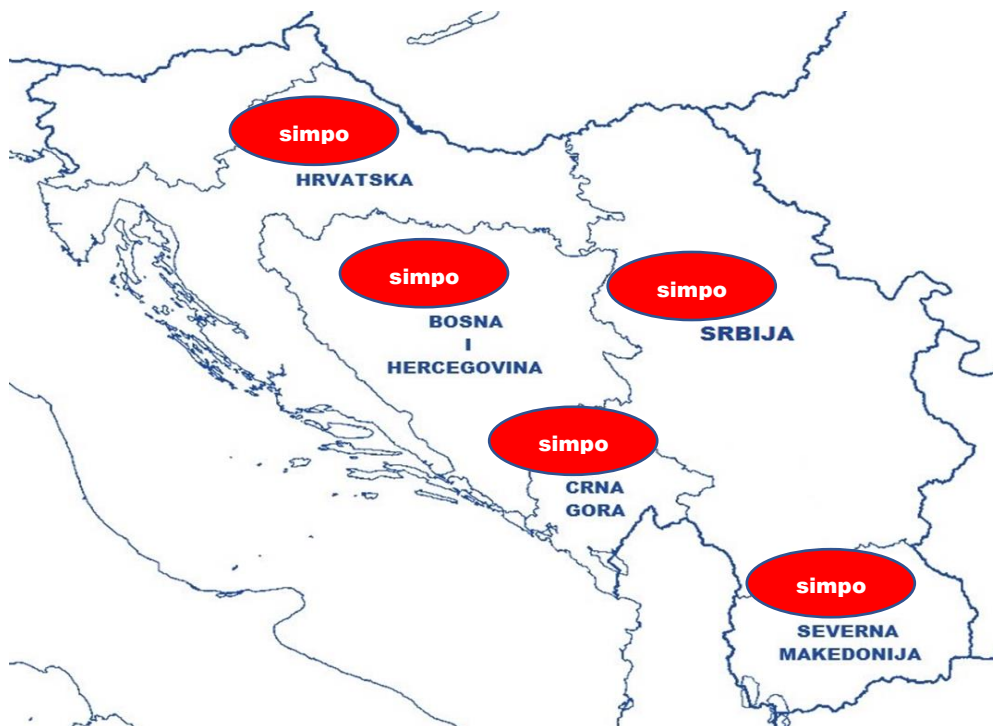 simpo
HRVATSKA
simpo
BOSNA
I
HERCEGOVINA
simpo
SRBIJA
simpo
CRNA
GORA
simpo
SEVERNA
MAKEDONIJA